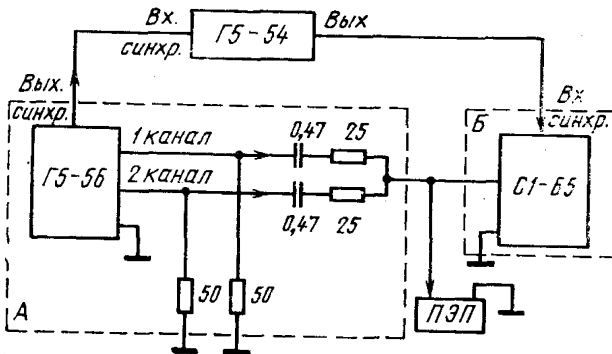 Вх.
синхр.
Г5-54
Вых
Вых.
синхр.
Г5-56
1 канал
2 канал
0,47
25
0,47
25
50
50
А
Б
Вх
синхр.
С1-65
ПЭП